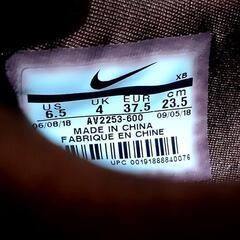 XB
US UK EUR cm
6.5 4 37.5 23.5
06/08/18 AV2253-600 09/05/18
MADE IN CHINA
FABRIQUE EN CHINE
UPC 00191888840076